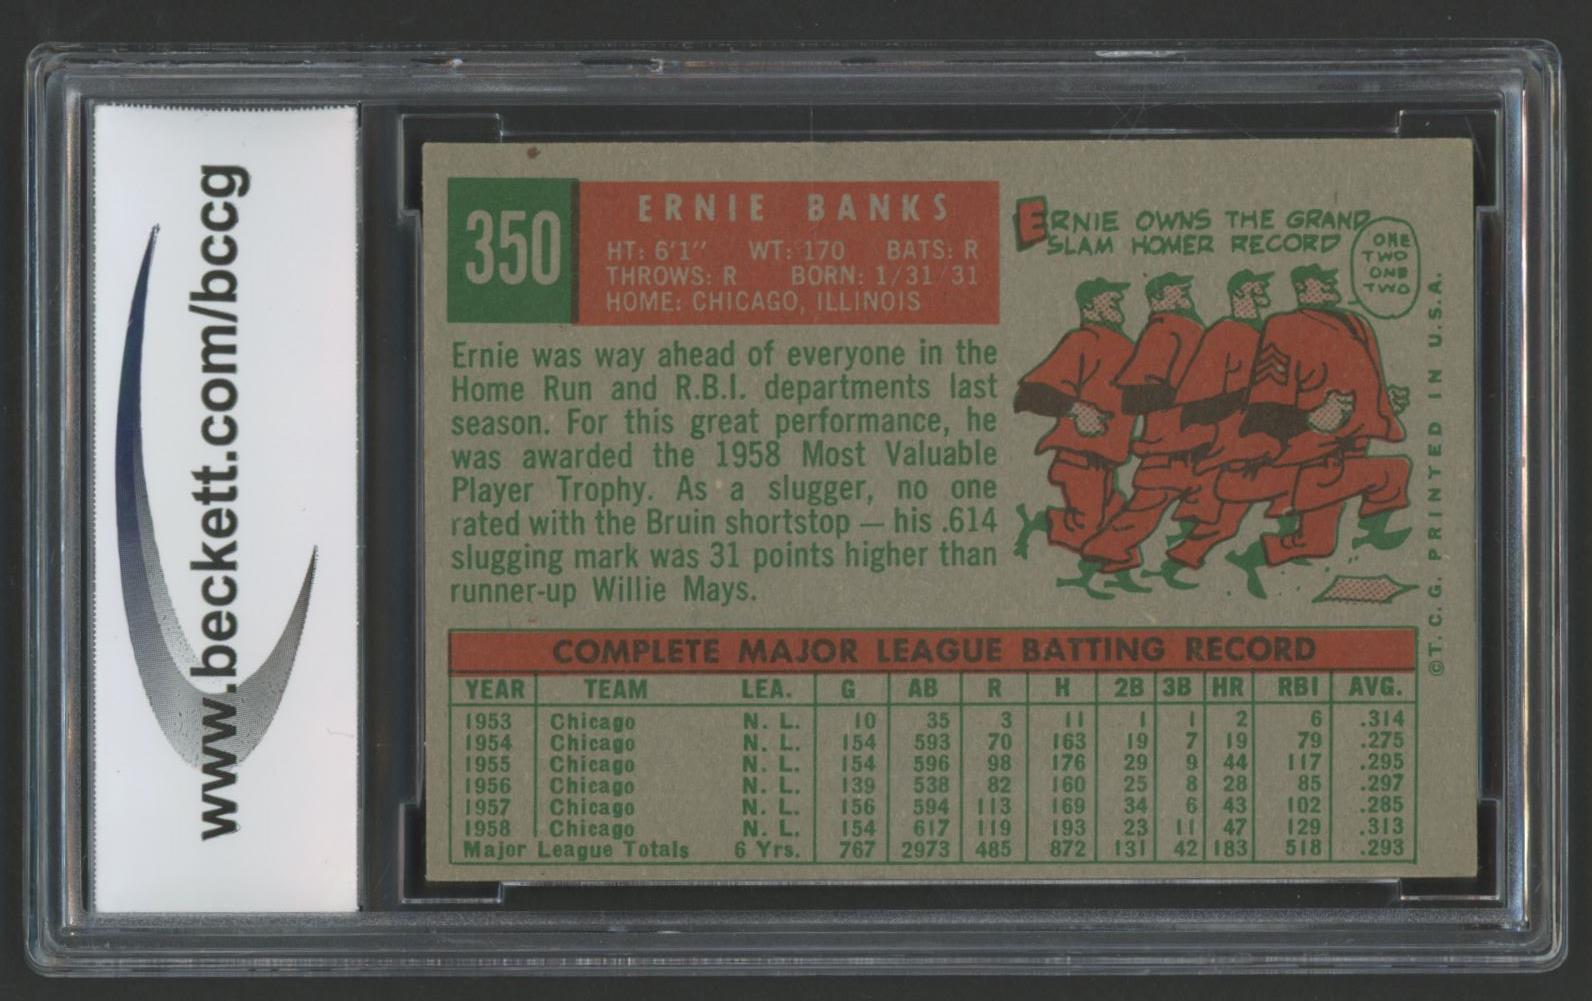 www.beckett.com/bccg
350
ERNIE BANKS
HT: 6'1" WT: 170 BATS: R
THROWS: R BORN: 1/31/31
HOME: CHICAGO, ILLINOIS
Ernie was way ahead of everyone in the
Home Run and R.B.I. departments last
season. For this great performance, he
was awarded the 1958 Most Valuable
Player Trophy. As a slugger, no one
rated with the Bruin shortstop — his .614
slugging mark was 31 points higher than
runner-up Willie Mays.
ERNIE OWNS THE GRAND
SLAM HOMER RECORD
ONE
TWO
ONE
TWO
©T. C. G. PRINTED IN U.S.A.
COMPLETE MAJOR LEAGUE BATTING RECORD
YEAR TEAM LEA. G AB R H 2B 3B HR RBI AVG.
1953 Chicago N. L. 10 35 3 11 1 1 2 6 .314
1954 Chicago N. L. 154 593 70 163 19 7 19 79 .275
1955 Chicago N. L. 154 596 98 176 29 9 44 117 .295
1956 Chicago N. L. 139 538 82 160 25 8 28 85 .297
1957 Chicago N. L. 156 594 113 169 34 6 43 102 .285
1958 Chicago N. L. 154 617 119 193 23 11 47 129 .313
Major League Totals 6 Yrs. 767 2973 485 872 131 42 183 518 .293